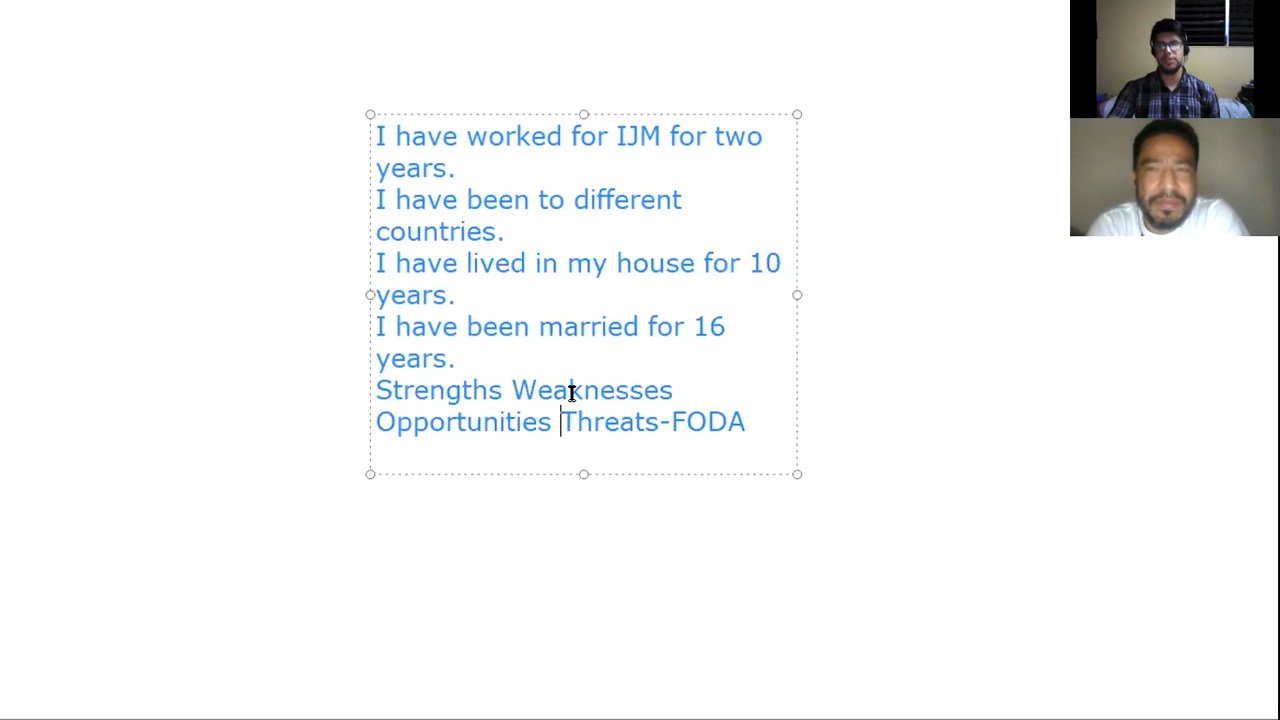 I have worked for IJM for two
years.
I have been to different
countries.
I have lived in my house for 10
years.
I have been married for 16
years.
Strengths Weaknesses
Opportunities Threats-FODA